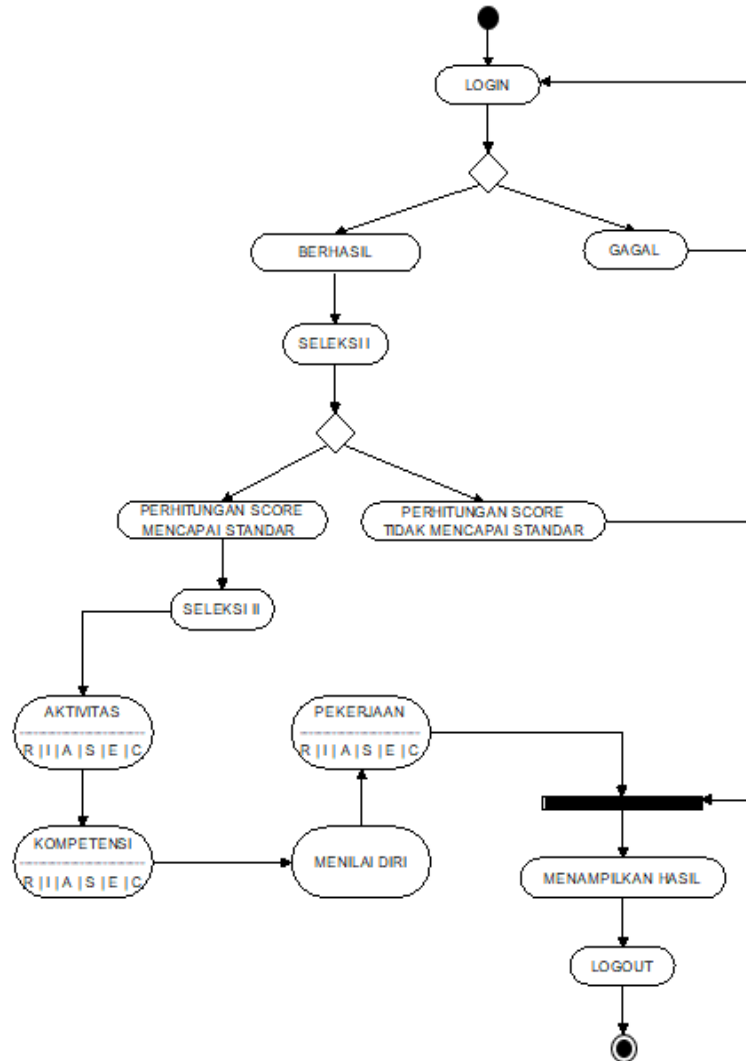 LOGIN
BERHASIL
GAGAL
SELEKSI I
PERHITUNGAN SCORE
MENCAPAI STANDAR
PERHITUNGAN SCORE
TIDAK MENCAPAI STANDAR
SELEKSI II
AKTIVITAS
R | I | A | S | E | C
PEKERJAAN
R | I | A | S | E | C
KOMPETENSI
R | I | A | S | E | C
MENILAI DIRI
MENAMPILKAN HASIL
LOGOUT